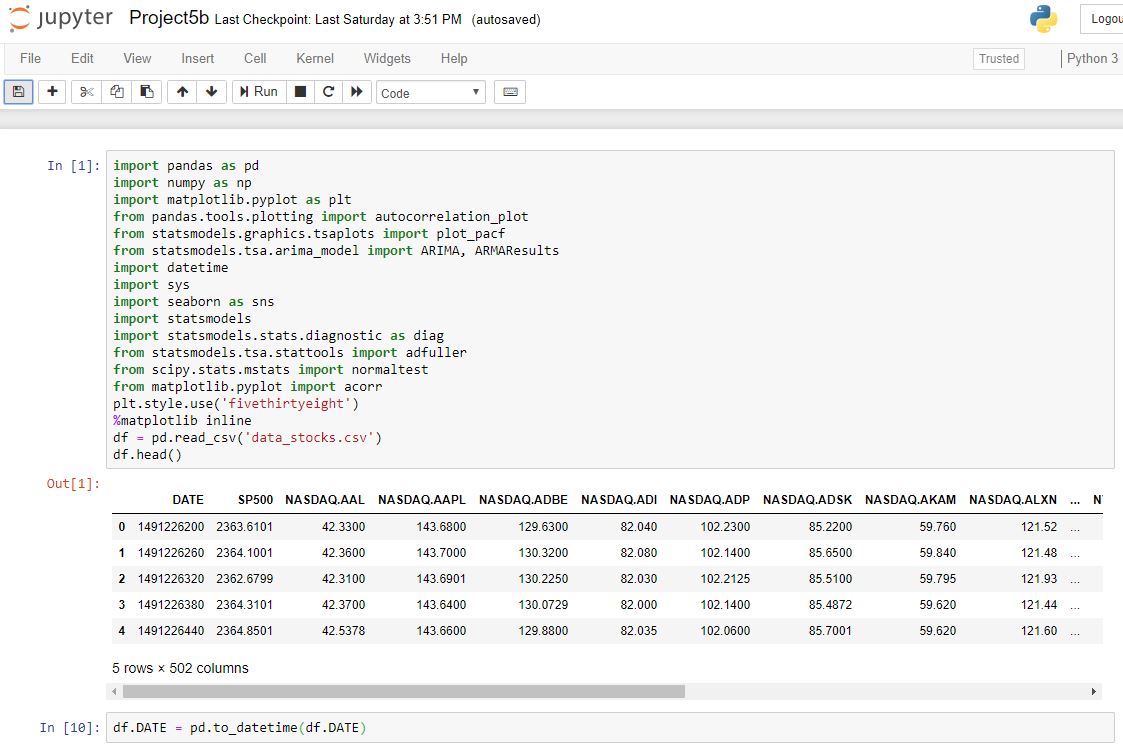 jupyter Project5b Last Checkpoint: Last Saturday at 3:51 PM (autosaved)
Logou
File Edit View Insert Cell Kernel Widgets Help
Trusted Python 3
Run Code
In [1]:
import pandas as pd
import numpy as np
import matplotlib.pyplot as plt
from pandas.tools.plotting import autocorrelation_plot
from statsmodels.graphics.tsaplots import plot_pacf
from statsmodels.tsa.arima_model import ARIMA, ARMAResults
import datetime
import sys
import seaborn as sns
import statsmodels
import statsmodels.stats.diagnostic as diag
from statsmodels.tsa.stattools import adfuller
from scipy.stats.mstats import normaltest
from matplotlib.pyplot import acorr
plt.style.use('fivethirtyeight')
%matplotlib inline
df = pd.read_csv('data_stocks.csv')
df.head()
Out[1]:
DATE SP500 NASDAQ.AAL NASDAQ.AAPL NASDAQ.ADBE NASDAQ.ADI NASDAQ.ADP NASDAQ.ADSK NASDAQ.AKAM NASDAQ.ALXN ... N
0 1491226200 2363.6101 42.3300 143.6800 129.6300 82.040 102.2300 85.2200 59.760 121.52 ...
1 1491226260 2364.1001 42.3600 143.7000 130.3200 82.080 102.1400 85.6500 59.840 121.48 ...
2 1491226320 2362.6799 42.3100 143.6901 130.2250 82.030 102.2125 85.5100 59.795 121.93 ...
3 1491226380 2364.3101 42.3700 143.6400 130.0729 82.000 102.1400 85.4872 59.620 121.44 ...
4 1491226440 2364.8501 42.5378 143.6600 129.8800 82.035 102.0600 85.7001 59.620 121.60 ...
5 rows × 502 columns
In [10]: df.DATE = pd.to_datetime(df.DATE)